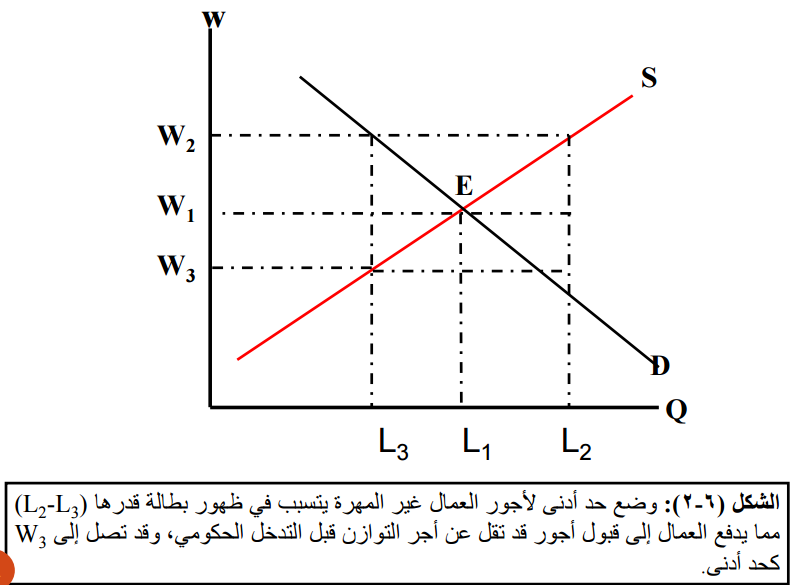 W
S
W2
E
W1
W3
D
Q
L3 L1 L2
الشكل (٦-٢): وضع حد أدنى لأجور العمال غير المهرة يتسبب في ظهور بطالة قدرها (L2-L3)
مما يدفع العمال إلى قبول أجور قد تقل عن أجر التوازن قبل التدخل الحكومي، وقد تصل إلى W3
كحد أدنى.